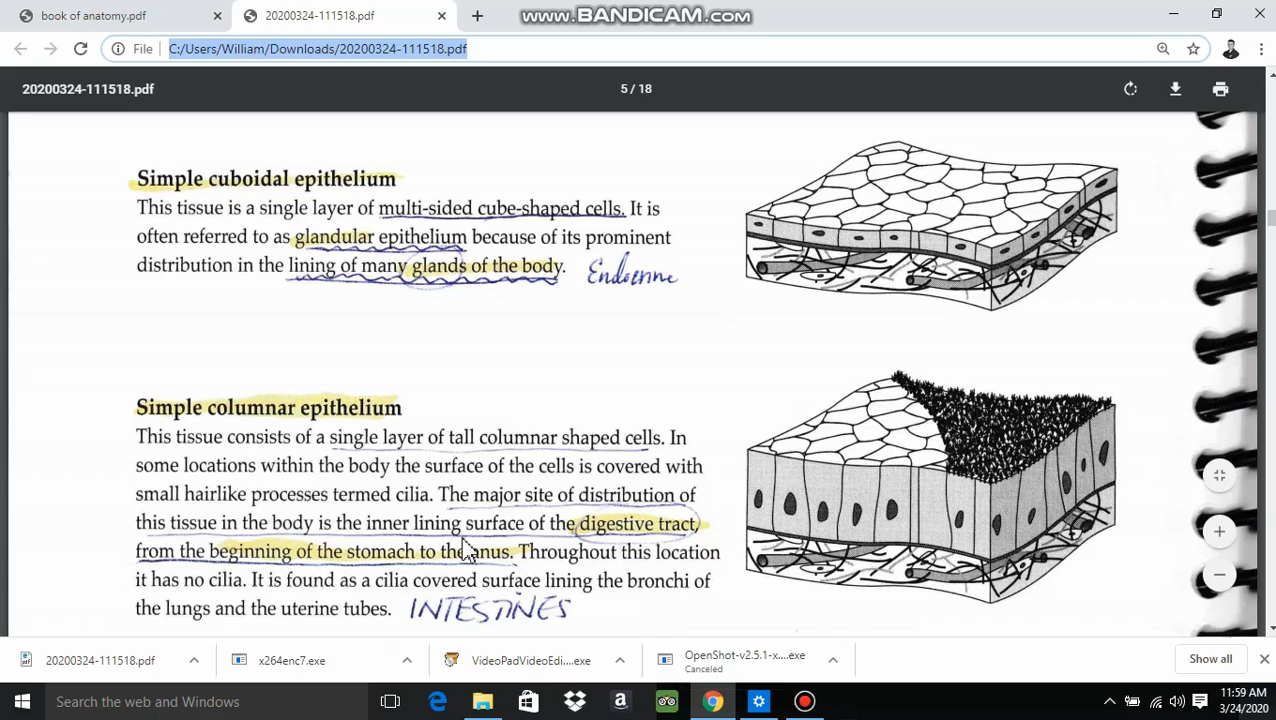 book of anatomy.pdf
20200324-111518.pdf
www.BANDICAM.com
File
C:/Users/William/Downloads/20200324-111518.pdf
20200324-111518.pdf
5 / 18
Simple cuboidal epithelium
This tissue is a single layer of multi-sided cube-shaped cells. It is
often referred to as glandular epithelium because of its prominent
distribution in the lining of many glands of the body.
Endocrine
Simple columnar epithelium
This tissue consists of a single layer of tall columnar shaped cells. In
some locations within the body the surface of the cells is covered with
small hairlike processes termed cilia. The major site of distribution of
this tissue in the body is the inner lining surface of the digestive tract,
from the beginning of the stomach to the anus. Throughout this location
it has no cilia. It is found as a cilia covered surface lining the bronchi of
the lungs and the uterine tubes. INTESTINES
20200324-111518.pdf
x264enc7.exe
VideoPadVideoEdi....exe
OpenShot-v2.5.1-x....exe
Canceled
Show all
Search the web and Windows
11:59 AM
3/24/2020